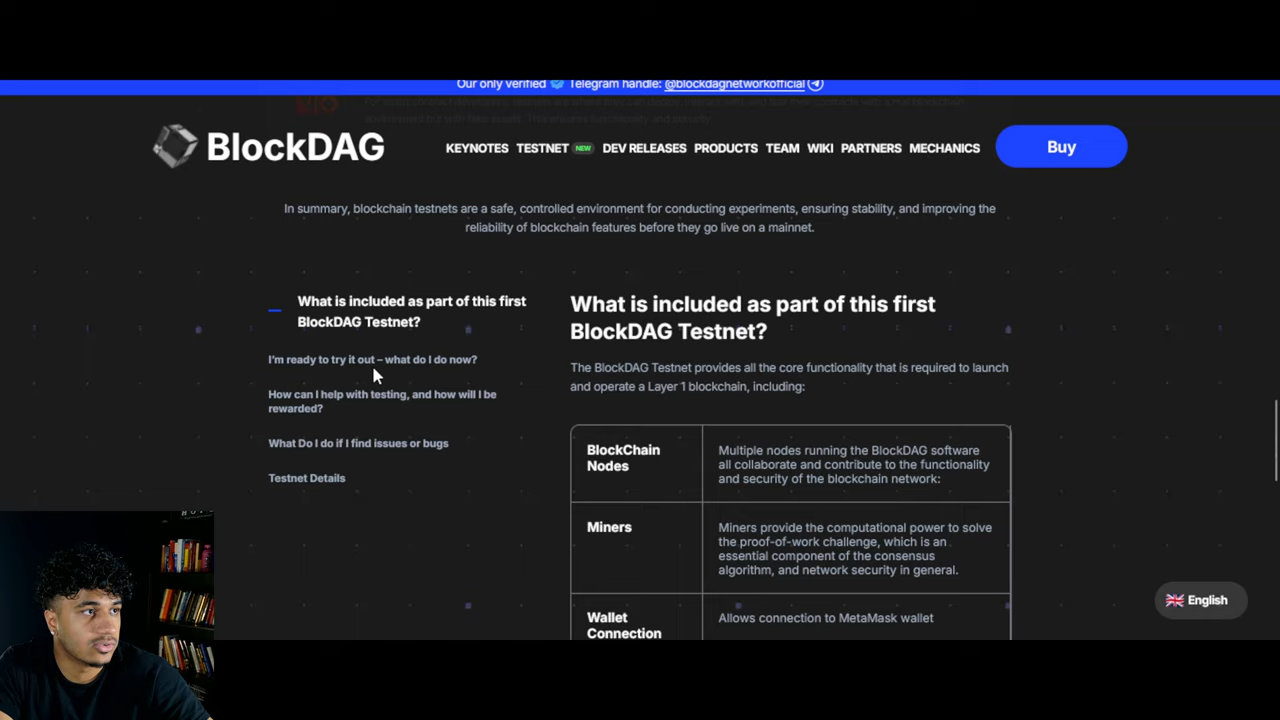 Our only verified Telegram handle: @blockdagnetworkofficial
BlockDAG
KEYNOTES TESTNET NEW DEV RELEASES PRODUCTS TEAM WIKI PARTNERS MECHANICS
Buy
In summary, blockchain testnets are a safe, controlled environment for conducting experiments, ensuring stability, and improving the
reliability of blockchain features before they go live on a mainnet.
What is included as part of this first
BlockDAG Testnet?
I'm ready to try it out – what do I do now?
How can I help with testing, and how will I be
rewarded?
What Do I do if I find issues or bugs
Testnet Details
What is included as part of this first
BlockDAG Testnet?
The BlockDAG Testnet provides all the core functionality that is required to launch
and operate a Layer 1 blockchain, including:
BlockChain
Nodes
Multiple nodes running the BlockDAG software
all collaborate and contribute to the functionality
and security of the blockchain network:
Miners
Miners provide the computational power to solve
the proof-of-work challenge, which is an
essential component of the consensus
algorithm, and network security in general.
Wallet
Connection
Allows connection to MetaMask wallet
English